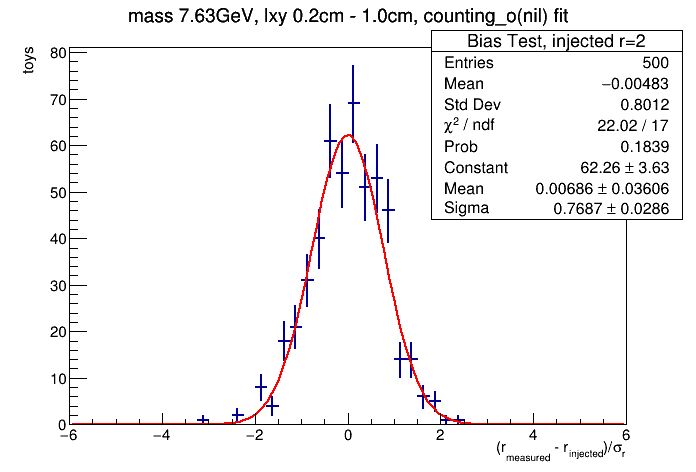 mass 7.63GeV, lxy 0.2cm - 1.0cm, counting_o(nil) fit
Bias Test, injected r=2
Entries 500
Mean −0.00483
Std Dev 0.8012
χ² / ndf 22.02 / 17
Prob 0.1839
Constant 62.26 ± 3.63
Mean 0.00686 ± 0.03606
Sigma 0.7687 ± 0.0286
toys
80
70
60
50
40
30
20
10
0
−6 −4 −2 0 2 4 6
(r_measured - r_injected)/σ_r